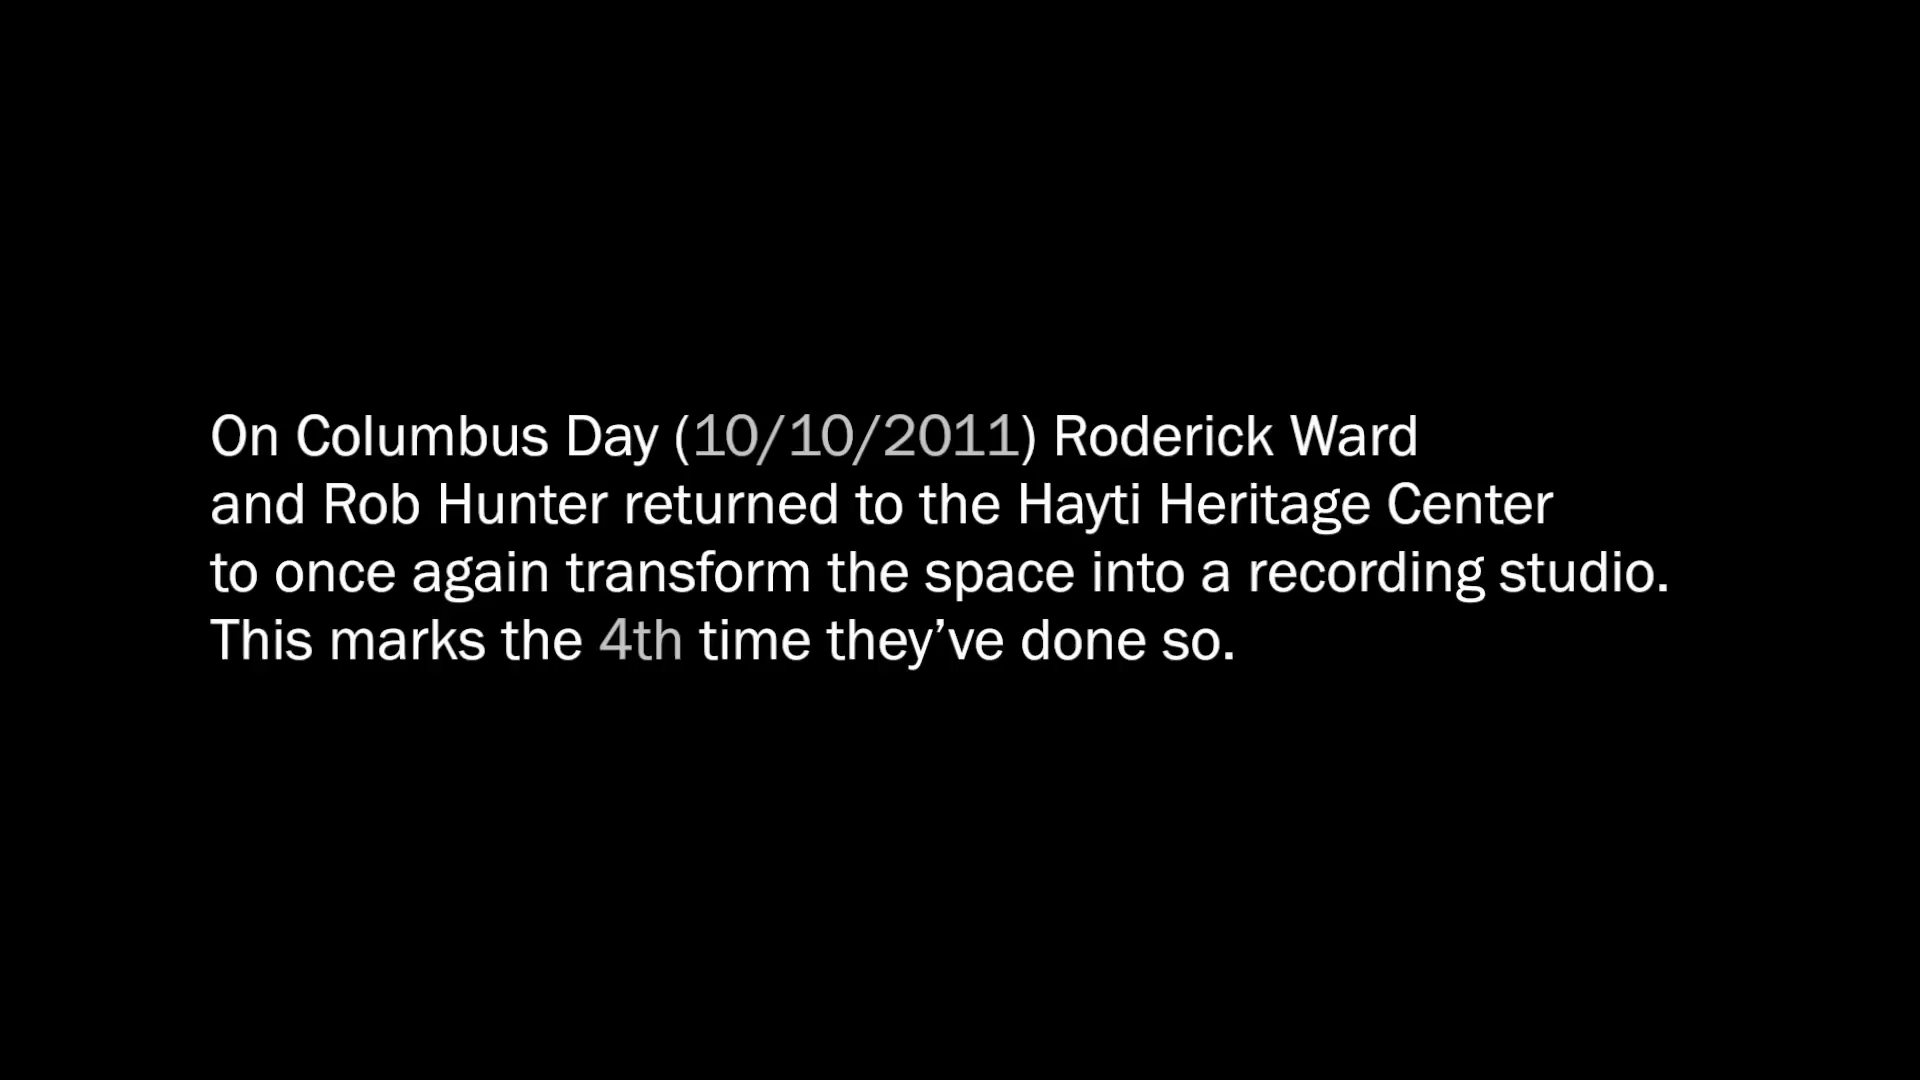 On Columbus Day (10/10/2011) Roderick Ward
and Rob Hunter returned to the Hayti Heritage Center
to once again transform the space into a recording studio.
This marks the 4th time they’ve done so.